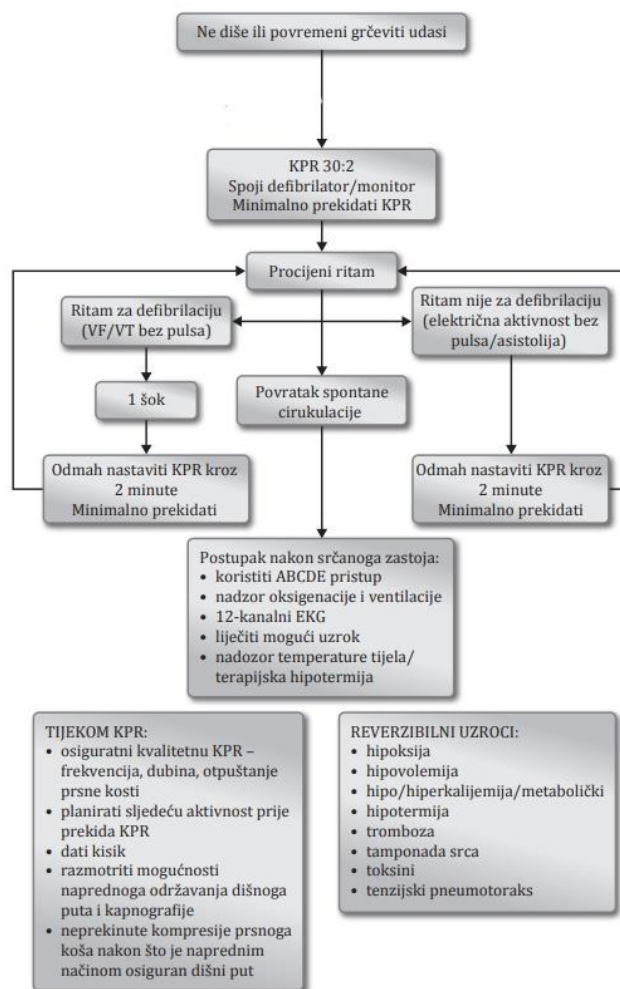 Ne diše ili povremeni grčeviti udasi
KPR 30:2
Spoji defibrilator/monitor
Minimalno prekidati KPR
Procijeni ritam
Ritam za defibrilaciju
(VF/VT bez pulsa)
Ritam nije za defibrilaciju
(električna aktivnost bez
pulsa/asistolija)
1 šok
Povratak spontane
cirukulacije
Odmah nastaviti KPR kroz
2 minute
Minimalno prekidati
Odmah nastaviti KPR kroz
2 minute
Minimalno prekidati
Postupak nakon srčanoga zastoja:
• koristiti ABCDE pristup
• nadzor oksigenacije i ventilacije
• 12-kanalni EKG
• liječiti mogući uzrok
• nadozor temperature tijela/
terapijska hipotermija
TIJEKOM KPR:
• osiguratni kvalitetnu KPR –
frekvencija, dubina, otpuštanje
prsne kosti
• planirati sljedeću aktivnost prije
prekida KPR
• dati kisik
• razmotriti mogućnosti
naprednoga održavanja dišnoga
puta i kapnografije
• neprekinute kompresije prsnoga
koša nakon što je naprednim
načinom osiguran dišni put
REVERZIBILNI UZROCI:
• hipoksija
• hipovolemija
• hipo/hiperkalijemija/metabolički
• hipotermija
• tromboza
• tamponada srca
• toksini
• tenzijski pneumotoraks